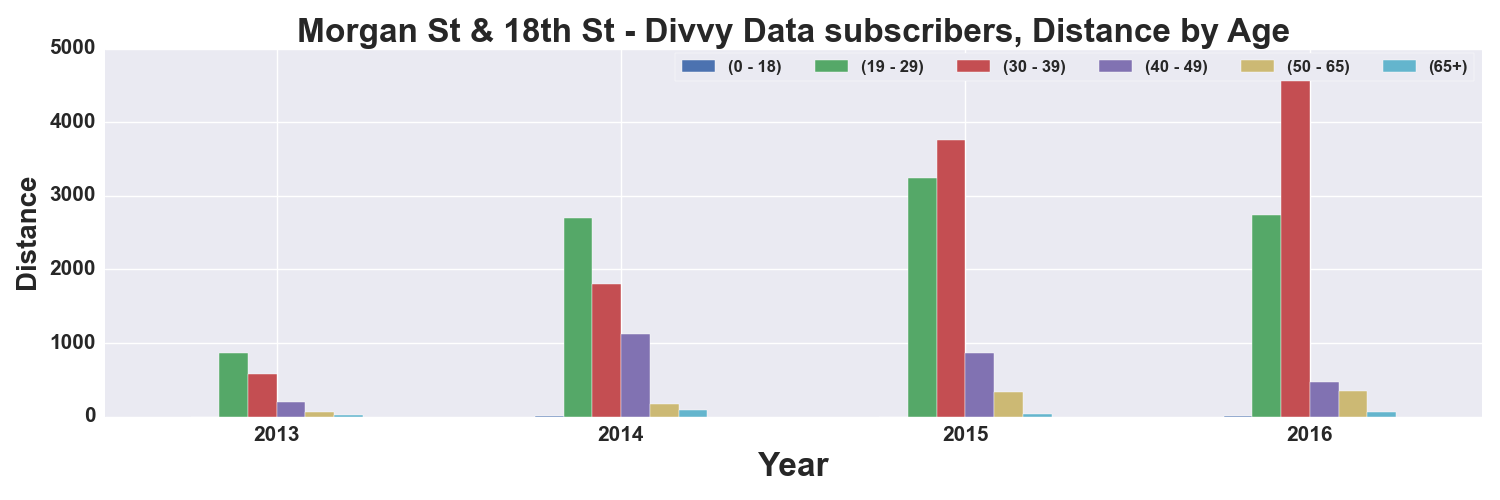 Morgan St & 18th St - Divvy Data subscribers, Distance by Age
5000
(0 - 18) (19 - 29) (30 - 39) (40 - 49) (50 - 65) (65+)
4000
3000
Distance
2000
1000
0
2013 2014 2015 2016
Year